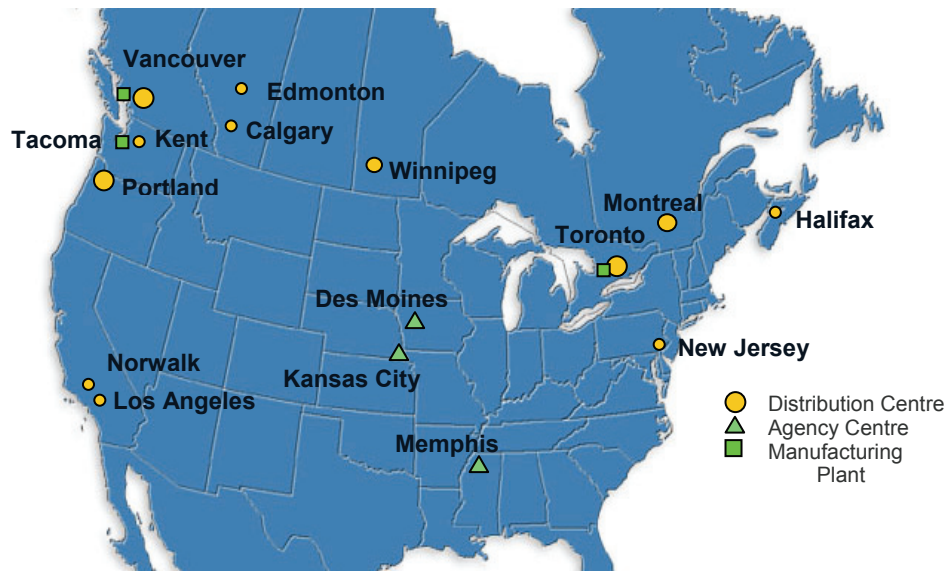 Vancouver
Edmonton
Calgary
Tacoma
Kent
Winnipeg
Portland
Montreal
Halifax
Toronto
Des Moines
New Jersey
Norwalk
Kansas City
Los Angeles
Memphis
Distribution Centre
Agency Centre
Manufacturing
Plant